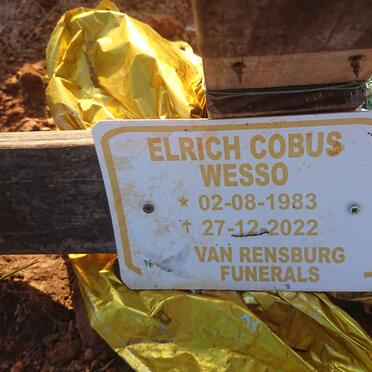 ELRICH COBUS
WESSO
* 02-08-1983
† 27-12-2022
VAN RENSBURG
FUNERALS